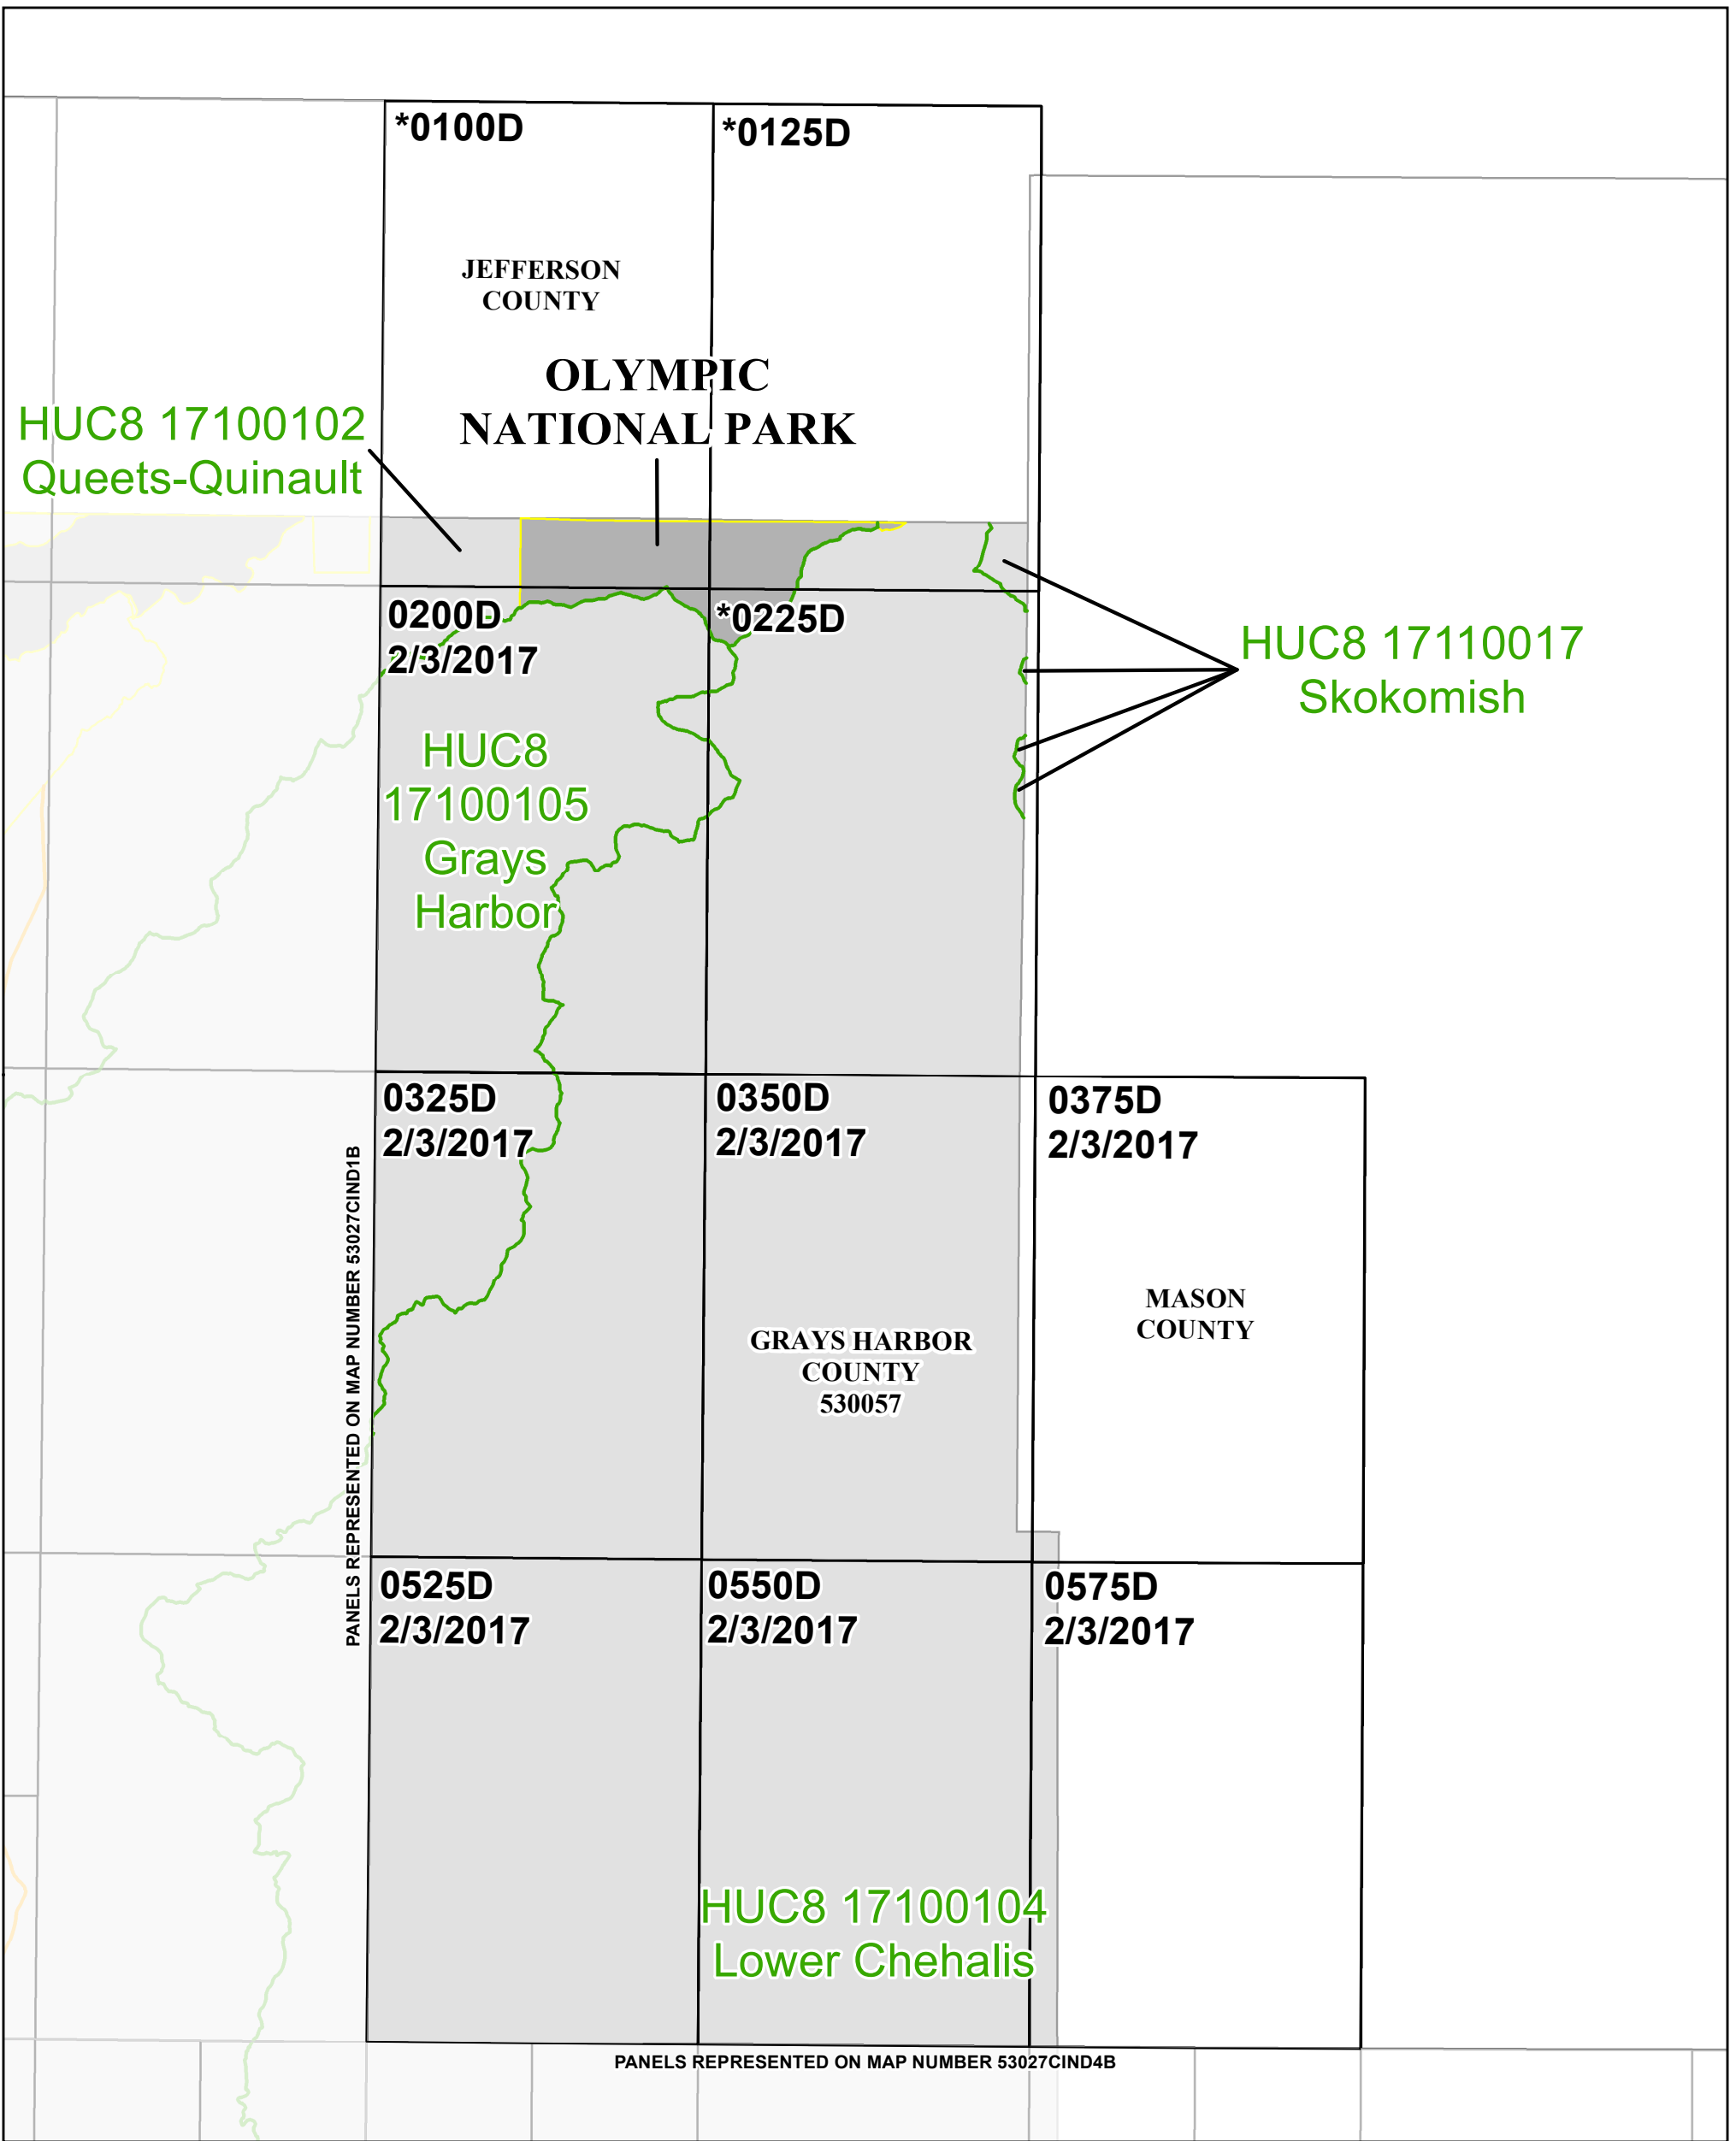 *0100D
*0125D
JEFFERSON
COUNTY
OLYMPIC
NATIONAL PARK
HUC8 17100102
Queets-Quinault
0200D
2/3/2017
*0225D
HUC8 17110017
Skokomish
HUC8
17100105
Grays
Harbor
0325D
2/3/2017
0350D
2/3/2017
0375D
2/3/2017
PANELS REPRESENTED ON MAP NUMBER 53027CIND1B
GRAYS HARBOR
COUNTY
530057
MASON
COUNTY
0525D
2/3/2017
0550D
2/3/2017
0575D
2/3/2017
HUC8 17100104
Lower Chehalis
PANELS REPRESENTED ON MAP NUMBER 53027CIND4B